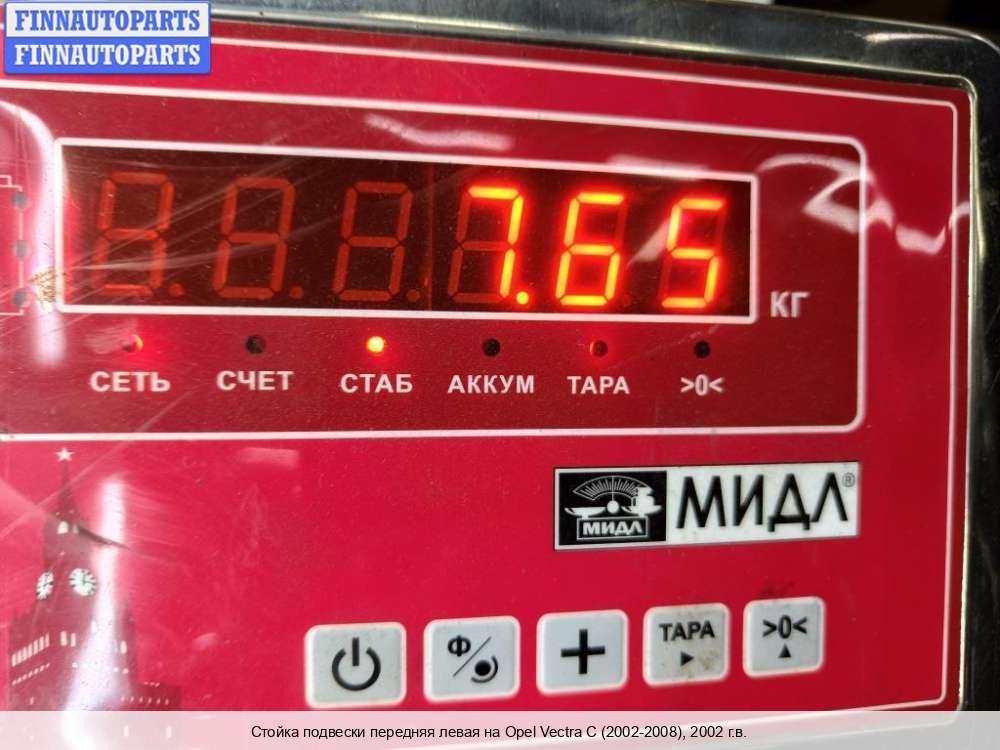 FINNAUTOPARTS
FINNAUTOPARTS
7.65
КГ
СЕТЬ СЧЕТ СТАБ АККУМ ТАРА >0<
МИДЛ МИДЛ®
Ф ТАРА >0<
Стойка подвески передняя левая на Opel Vectra C (2002-2008), 2002 г.в.